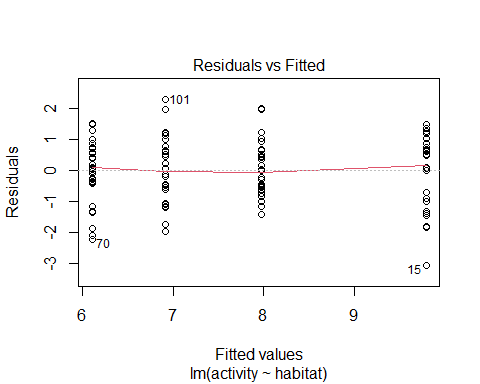 Residuals vs Fitted
Residuals
2
1
0
-1
-2
-3
101
70
15
6 7 8 9
Fitted values
lm(activity ~ habitat)